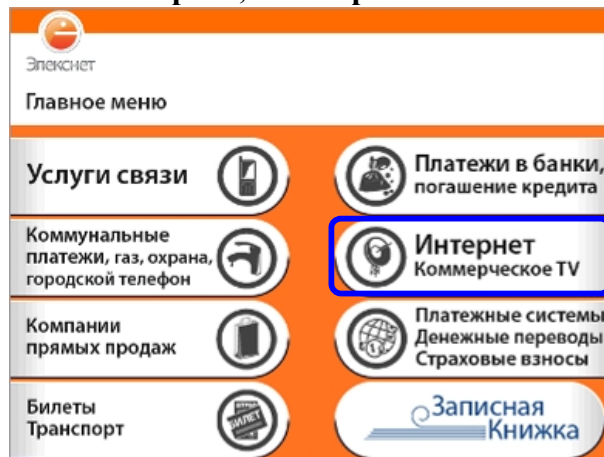 Элекснет
Главное меню
Услуги связи
Платежи в банки,
погашение кредита
Коммунальные
платежи, газ, охрана,
городской телефон
Интернет
Коммерческое TV
Компании
прямых продаж
Платежные системы
Денежные переводы
Страховые взносы
Билеты
Транспорт
БИЛЕТ
Записная
Книжка